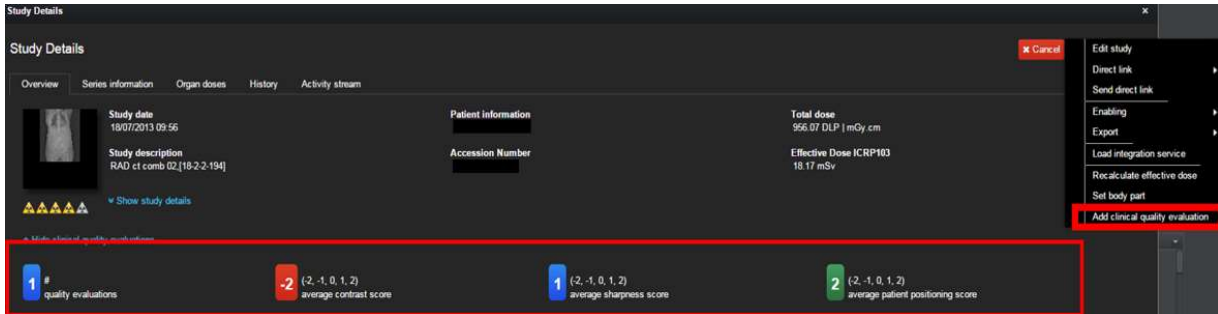 Study Details
×
Study Details
× Cancel
Overview Series information Organ doses History Activity stream
Study date
18/07/2013 09:56
Patient information
Total dose
956.07 DLP | mGy.cm
Study description
RAD ct comb 02,[18-2-2-194]
Accession Number
Effective Dose ICRP103
18.17 mSv
Show study details
Hide clinical quality evaluations
1 #
quality evaluations
-2 (-2, -1, 0, 1, 2)
average contrast score
1 (-2, -1, 0, 1, 2)
average sharpness score
2 (-2, -1, 0, 1, 2)
average patient positioning score
Edit study
Direct link
Send direct link
Enabling
Export
Load integration service
Recalculate effective dose
Set body part
Add clinical quality evaluation